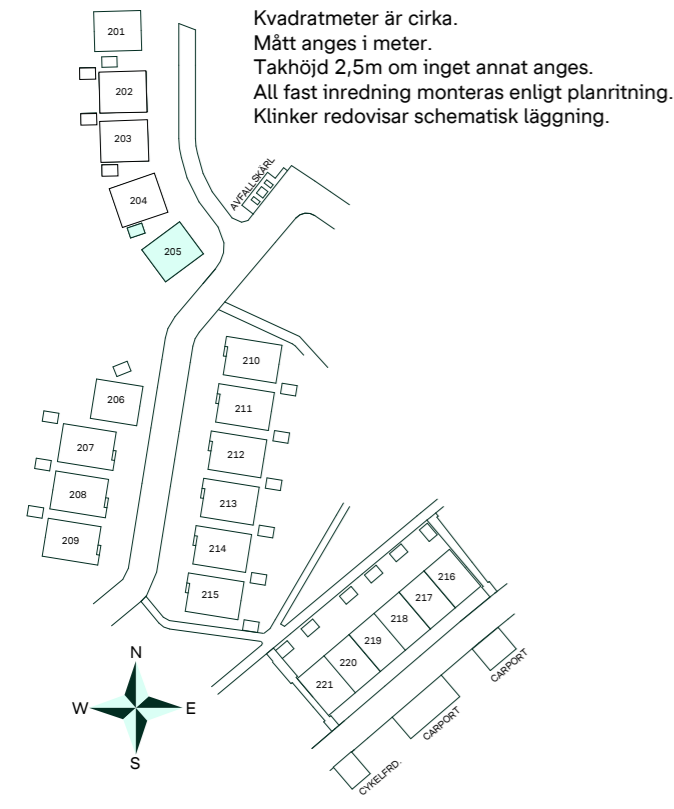 Kvadratmeter är cirka.
Mått anges i meter.
Takhöjd 2,5m om inget annat anges.
All fast inredning monteras enligt planritning.
Klinker redovisar schematisk läggning.
201
202
203
204
205
AVFALLSKÄRL
206
207
208
209
210
211
212
213
214
215
216
217
218
219
220
221
CARPORT
CARPORT
CYKELFRD.
N
W
E
S